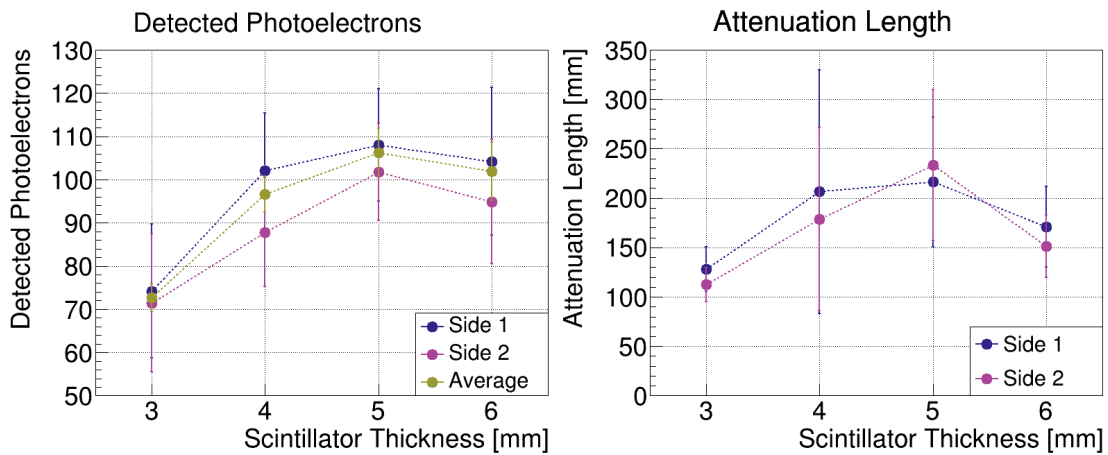 Detected Photoelectrons
Detected Photoelectrons
130
120
110
100
90
80
70
60
50
3 4 5 6
Scintillator Thickness [mm]
Side 1
Side 2
Average
Attenuation Length
Attenuation Length [mm]
350
300
250
200
150
100
50
0
3 4 5 6
Scintillator Thickness [mm]
Side 1
Side 2